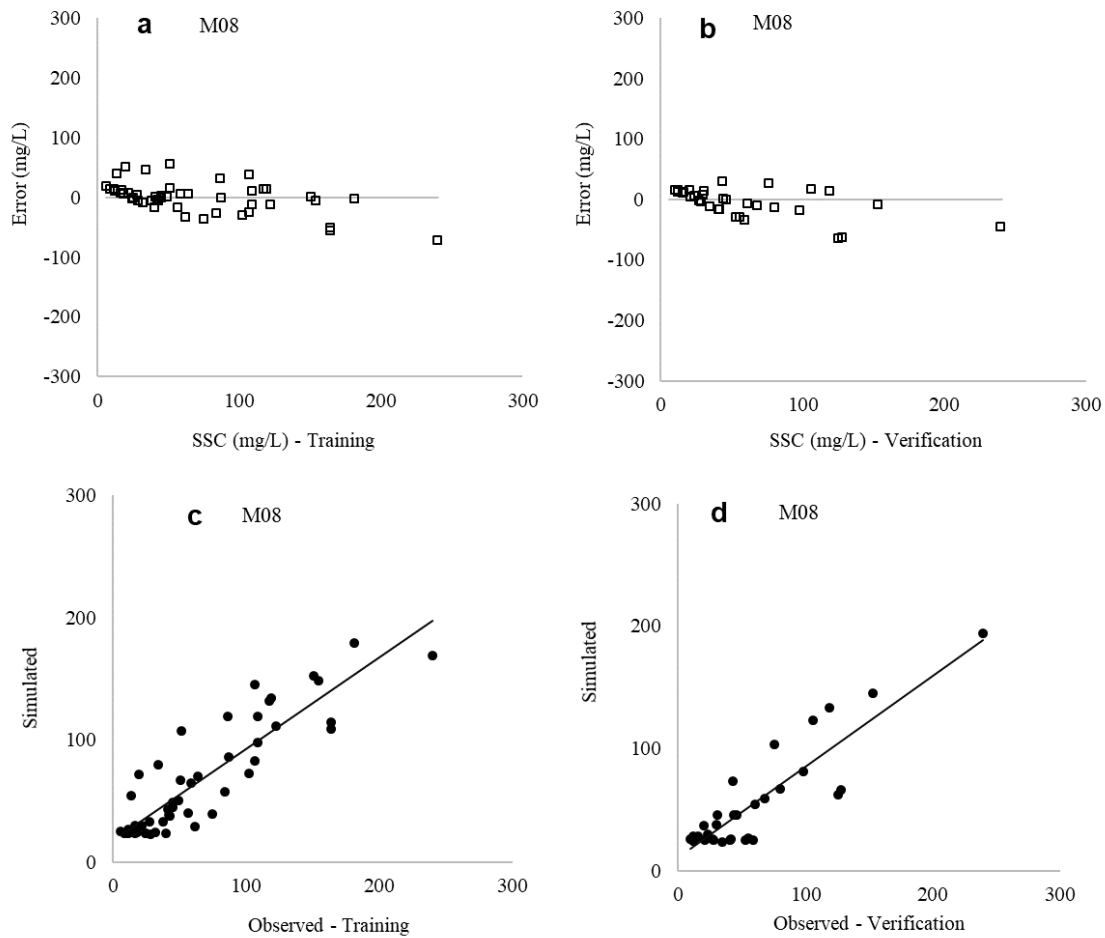 a M08
300
200
100
0
-100
-200
-300
Error (mg/L)
0 100 200 300
SSC (mg/L) - Training
b M08
300
200
100
0
-100
-200
-300
Error (mg/L)
0 100 200 300
SSC (mg/L) - Verification
c M08
300
200
100
0
Simulated
0 100 200 300
Observed - Training
d M08
300
200
100
0
Simulated
0 100 200 300
Observed - Verification